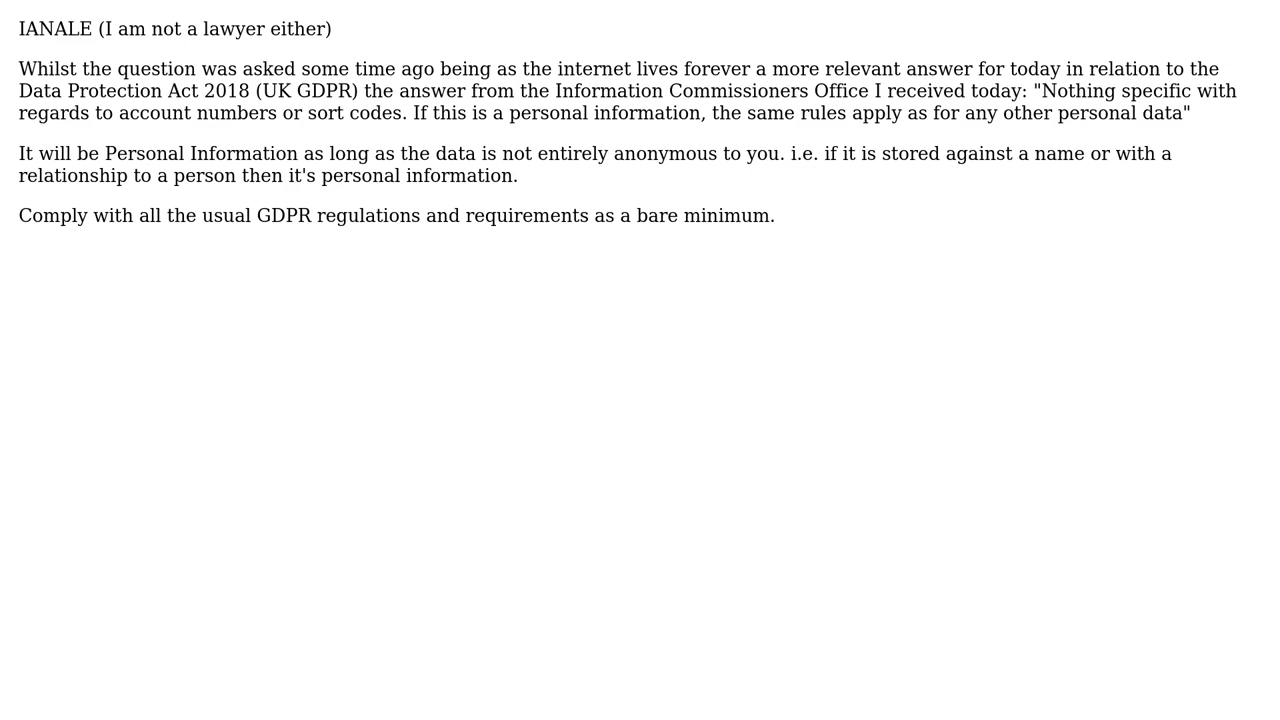 IANALE (I am not a lawyer either)
Whilst the question was asked some time ago being as the internet lives forever a more relevant answer for today in relation to the
Data Protection Act 2018 (UK GDPR) the answer from the Information Commissioners Office I received today: "Nothing specific with
regards to account numbers or sort codes. If this is a personal information, the same rules apply as for any other personal data"
It will be Personal Information as long as the data is not entirely anonymous to you. i.e. if it is stored against a name or with a
relationship to a person then it's personal information.
Comply with all the usual GDPR regulations and requirements as a bare minimum.